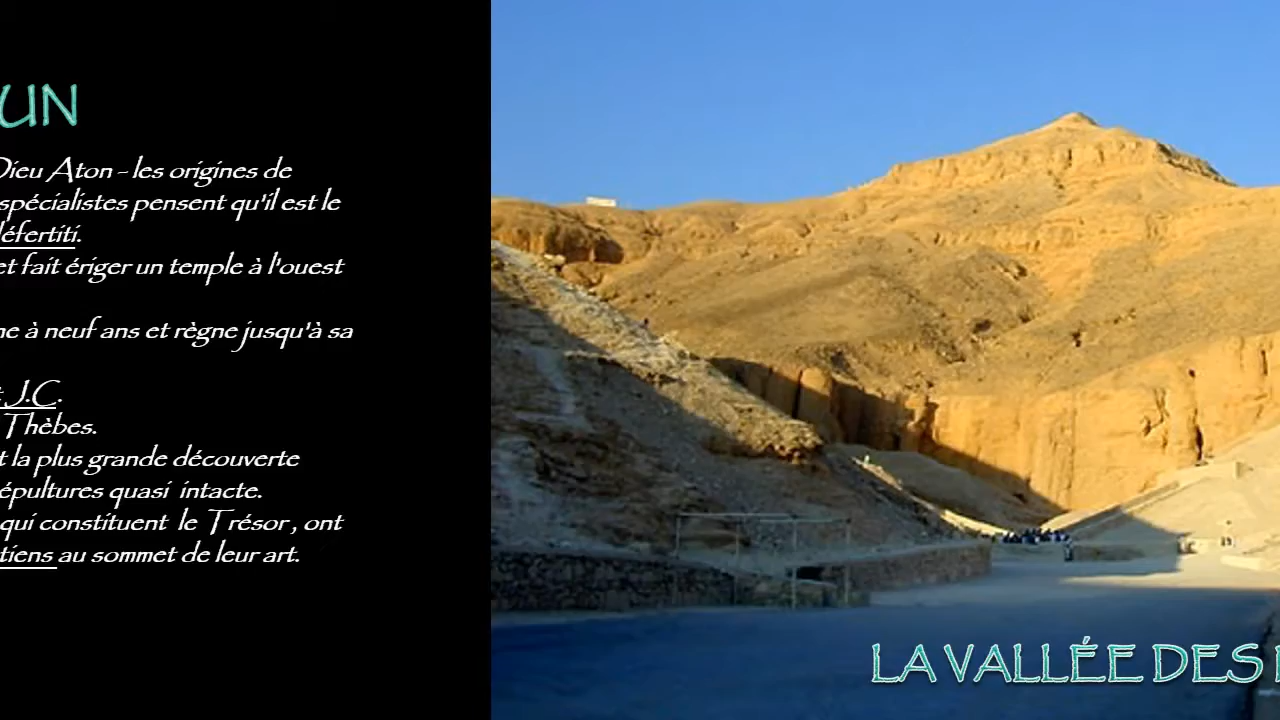 UN
Dieu Aton - les origines de
spécialistes pensent qu'il est le
éfertiti.
et fait ériger un temple à l'ouest
ne à neuf ans et règne jusqu'à sa
t J.C.
Thèbes.
t la plus grande découverte
épultures quasi intacte.
qui constituent le Trésor, ont
tiens au sommet de leur art.
LA VALLÉE DES